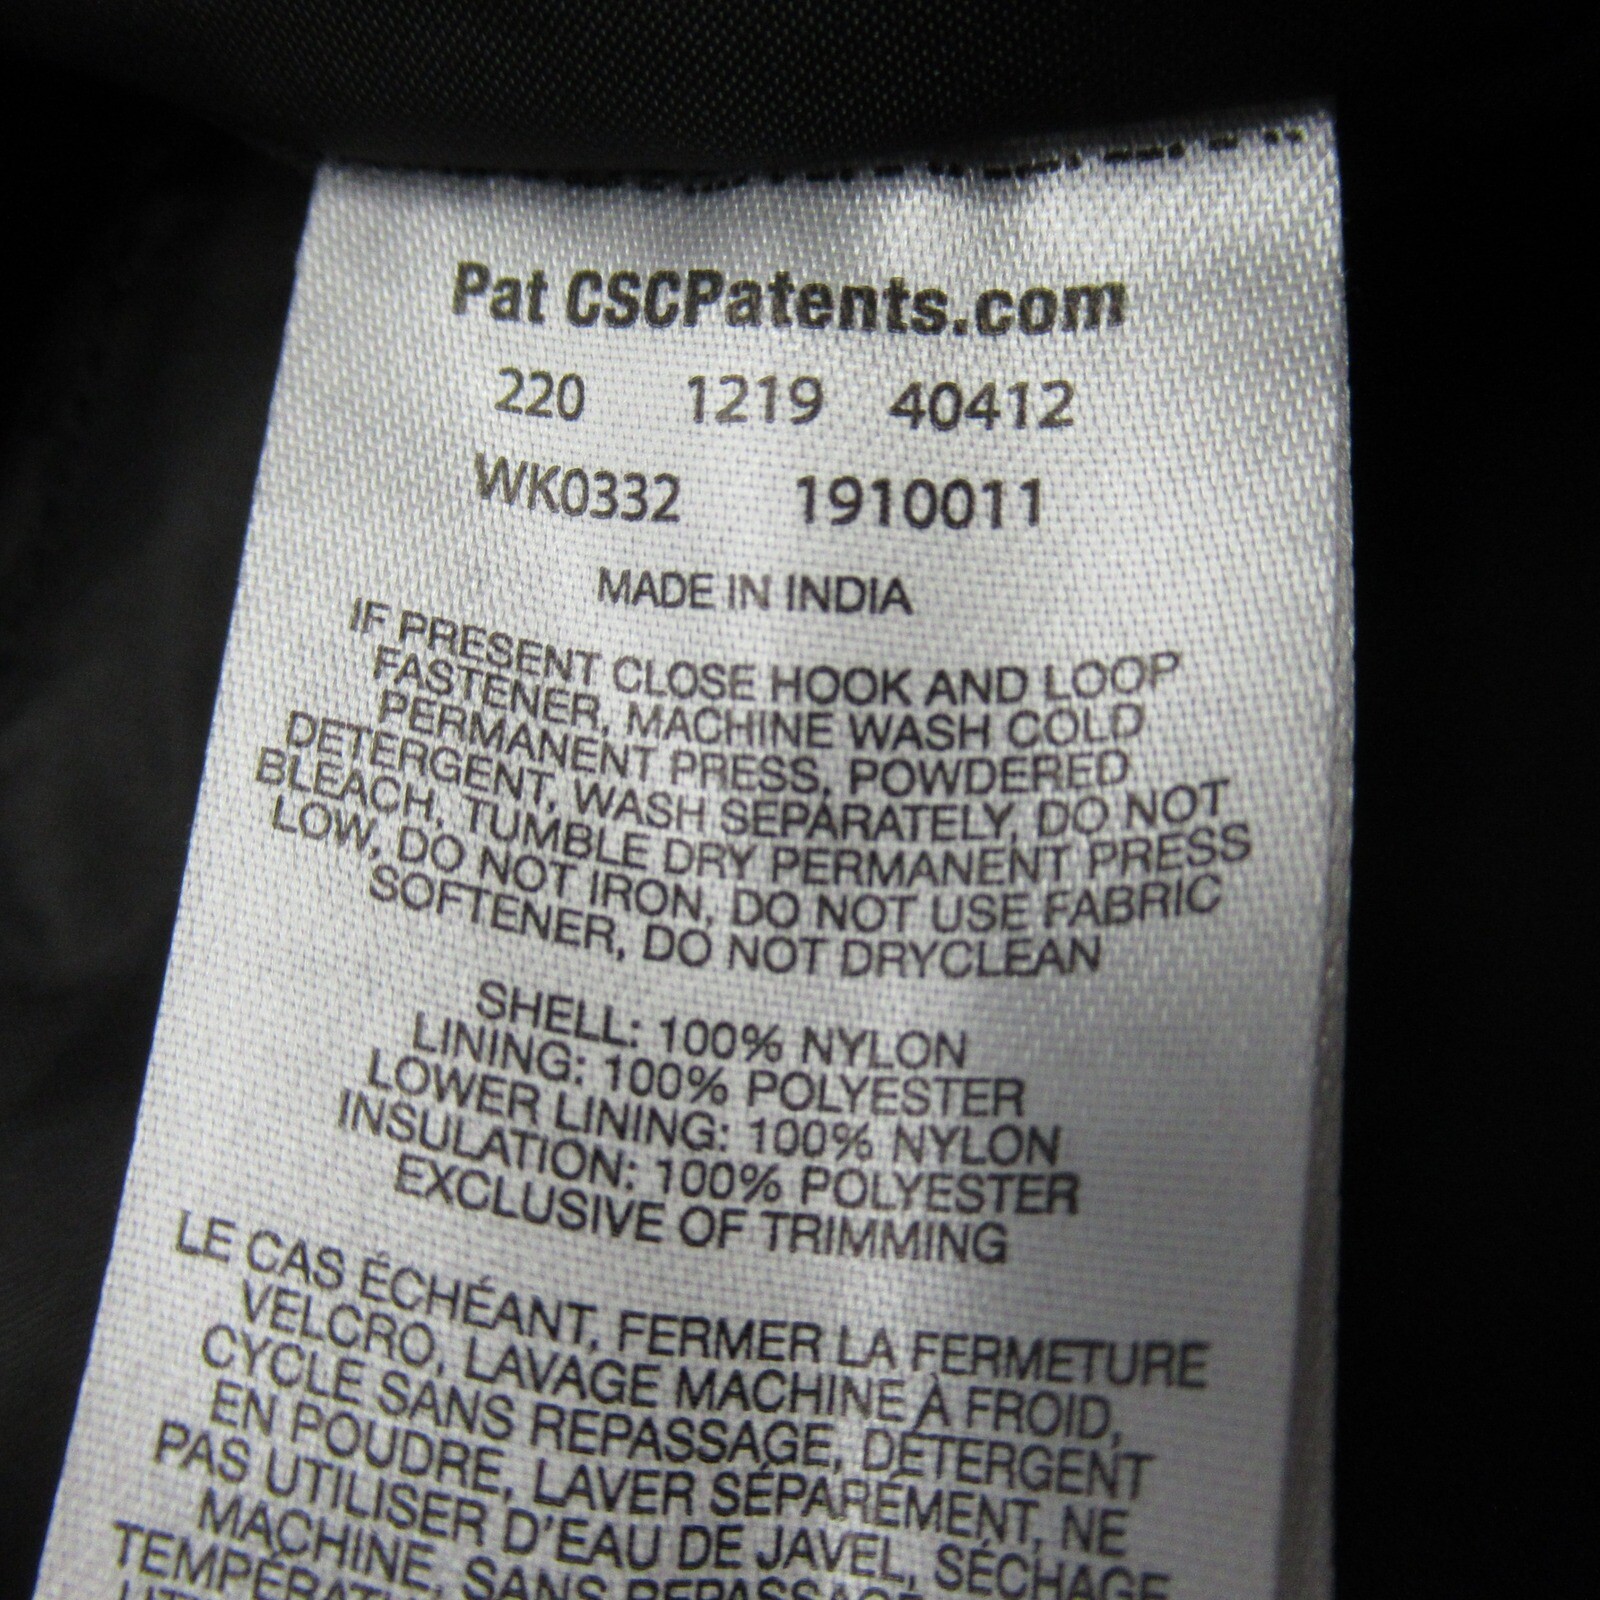 Pat CSCPatents.com
220 1219 40412
WK0332 1910011
MADE IN INDIA
IF PRESENT CLOSE HOOK AND LOOP
FASTENER, MACHINE WASH COLD
PERMANENT PRESS, POWDERED
DETERGENT, WASH SEPARATELY, DO NOT
BLEACH, TUMBLE DRY PERMANENT PRESS
LOW, DO NOT IRON, DO NOT USE FABRIC
SOFTENER, DO NOT DRYCLEAN
SHELL: 100% NYLON
LINING: 100% POLYESTER
LOWER LINING: 100% NYLON
INSULATION: 100% POLYESTER
EXCLUSIVE OF TRIMMING
LE CAS ÉCHÉANT, FERMER LA FERMETURE
VELCRO, LAVAGE MACHINE À FROID,
CYCLE SANS REPASSAGE, DÉTERGENT
EN POUDRE, LAVER SÉPARÉMENT, NE
PAS UTILISER D'EAU DE JAVEL, SÉCHAGE
MACHINE, SANS REPASSAGE